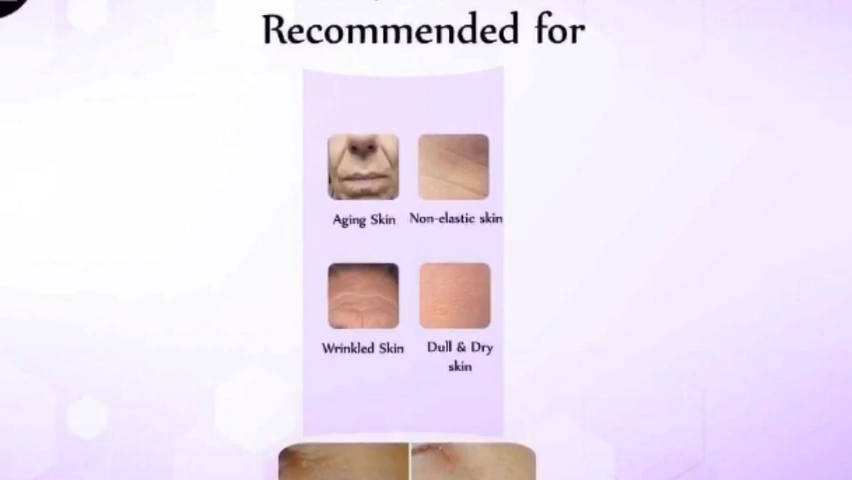 Recommended for
Aging Skin
Non-elastic skin
Wrinkled Skin
Dull & Dry
skin